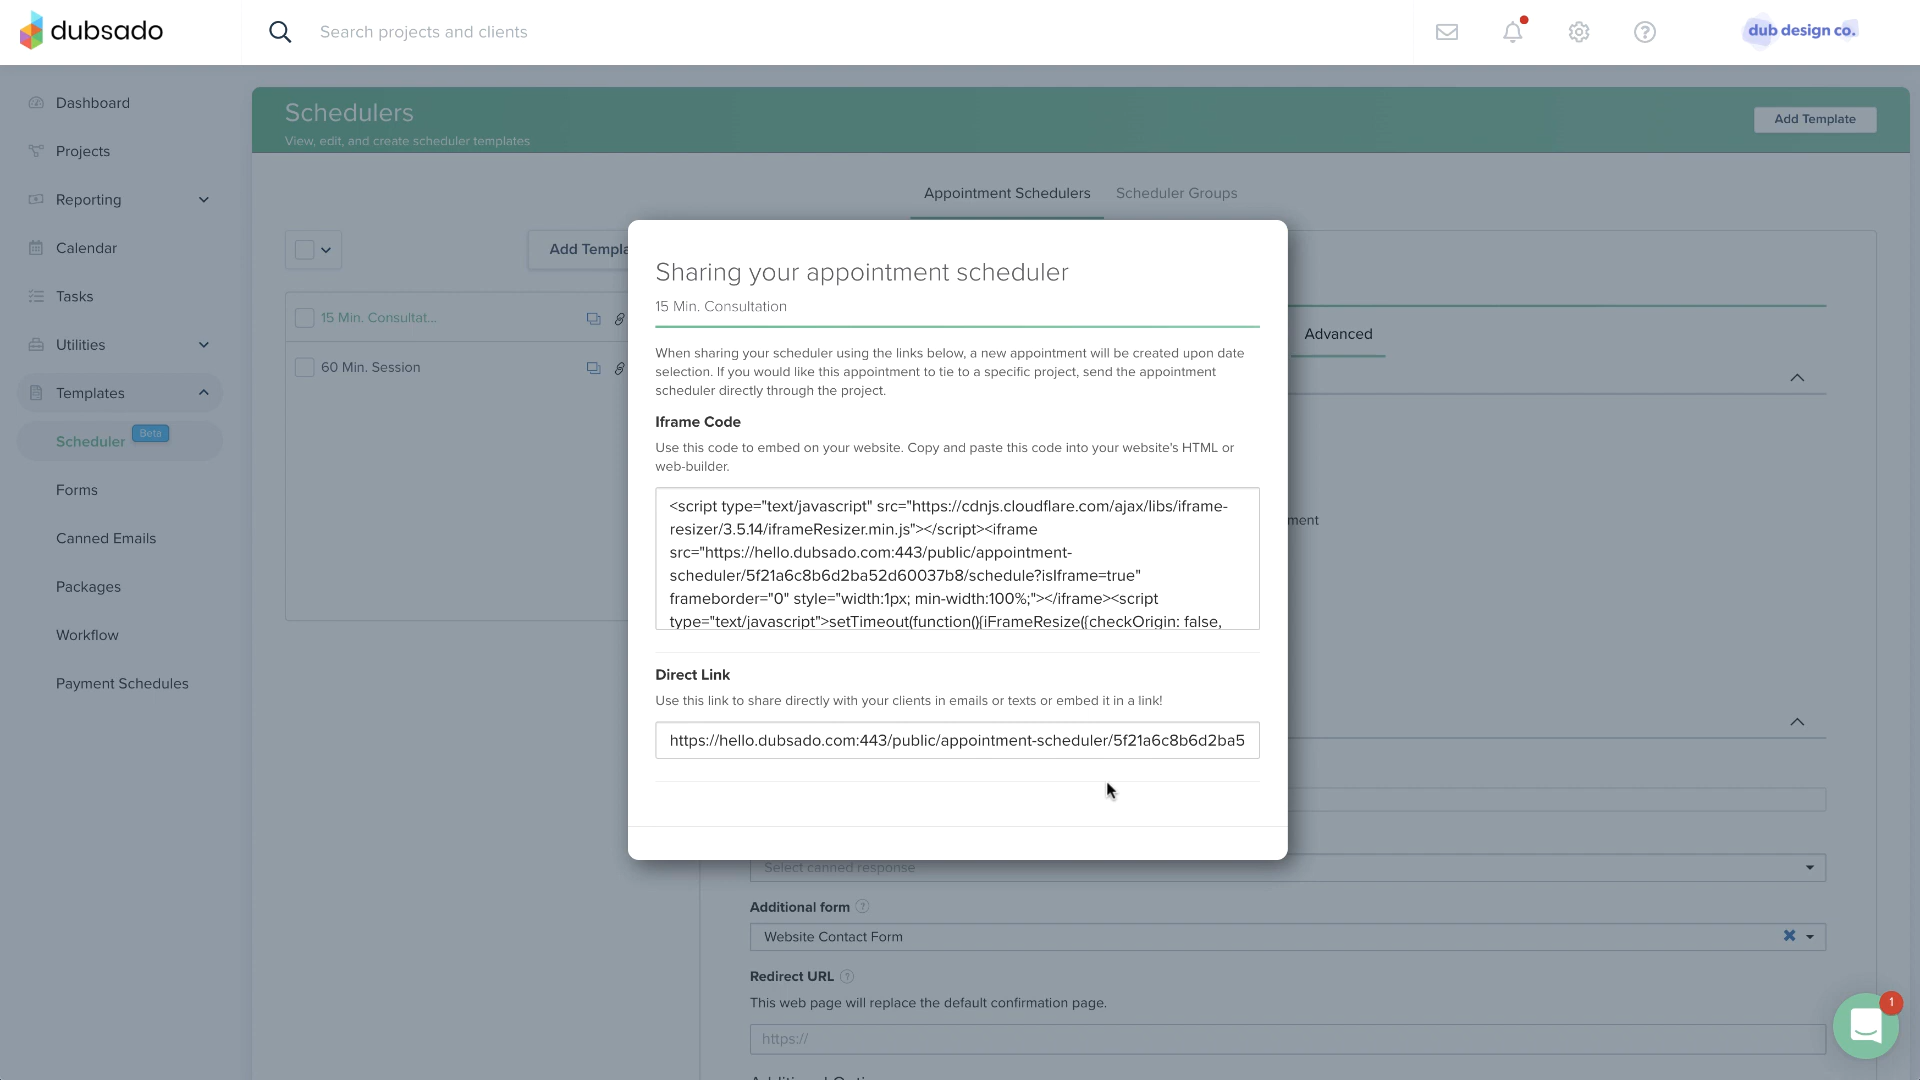 dubsado
Search projects and clients
dub design co.
Dashboard
Projects
Reporting
Calendar
Tasks
Utilities
Templates
Scheduler Beta
Forms
Canned Emails
Packages
Workflow
Payment Schedules
Schedulers
View, edit, and create scheduler templates
Add Template
Appointment Schedulers Scheduler Groups
Add Templa
15 Min. Consultat...
60 Min. Session
Advanced
ment
Sharing your appointment scheduler
15 Min. Consultation
When sharing your scheduler using the links below, a new appointment will be created upon date
selection. If you would like this appointment to tie to a specific project, send the appointment
scheduler directly through the project.
Iframe Code
Use this code to embed on your website. Copy and paste this code into your website's HTML or
web-builder.
<script type="text/javascript" src="https://cdnjs.cloudflare.com/ajax/libs/iframe-
resizer/3.5.14/iframeResizer.min.js"></script><iframe
src="https://hello.dubsado.com:443/public/appointment-
scheduler/5f21a6c8b6d2ba52d60037b8/schedule?isIframe=true"
frameborder="0" style="width:1px; min-width:100%;"></iframe><script
type="text/javascript">setTimeout(function(){iFrameResize({checkOrigin: false,
Direct Link
Use this link to share directly with your clients in emails or texts or embed it in a link!
https://hello.dubsado.com:443/public/appointment-scheduler/5f21a6c8b6d2ba5
Select canned response
Additional form ?
Website Contact Form
Redirect URL ?
This web page will replace the default confirmation page.
https://
1